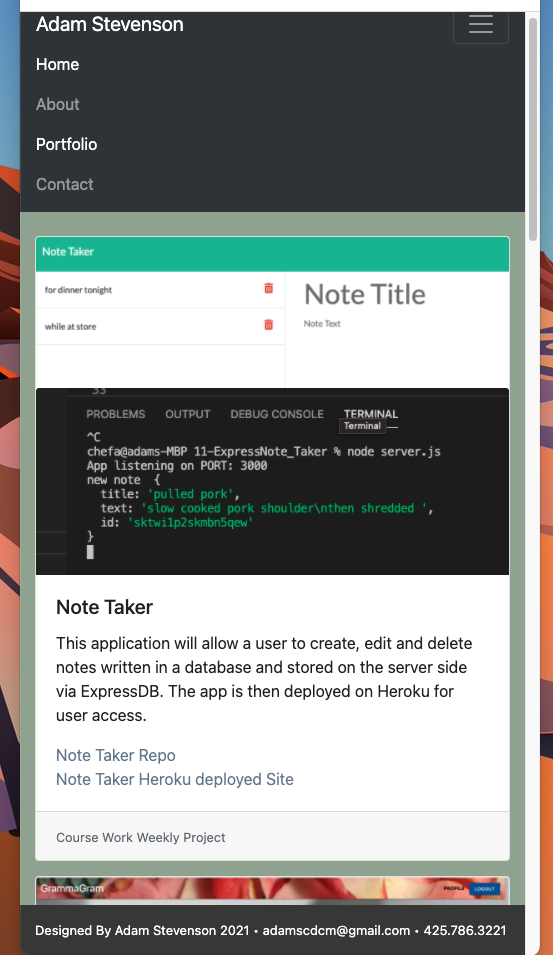 Adam Stevenson
Home
About
Portfolio
Contact
Note Taker
for dinner tonight
while at store
Note Title
Note Text
33
PROBLEMS OUTPUT DEBUG CONSOLE TERMINAL
Terminal
^C
chefa@adams-MBP 11-ExpressNote_Taker % node server.js
App listening on PORT: 3000
new note {
title: 'pulled pork',
text: 'slow cooked pork shoulder\nthen shredded ',
id: 'sktwi1p2skmbn5qew'
}
Note Taker
This application will allow a user to create, edit and delete
notes written in a database and stored on the server side
via ExpressDB. The app is then deployed on Heroku for
user access.
Note Taker Repo
Note Taker Heroku deployed Site
Course Work Weekly Project
GrammaGram PROFILE LOGOUT
Designed By Adam Stevenson 2021 • adamscdcm@gmail.com • 425.786.3221